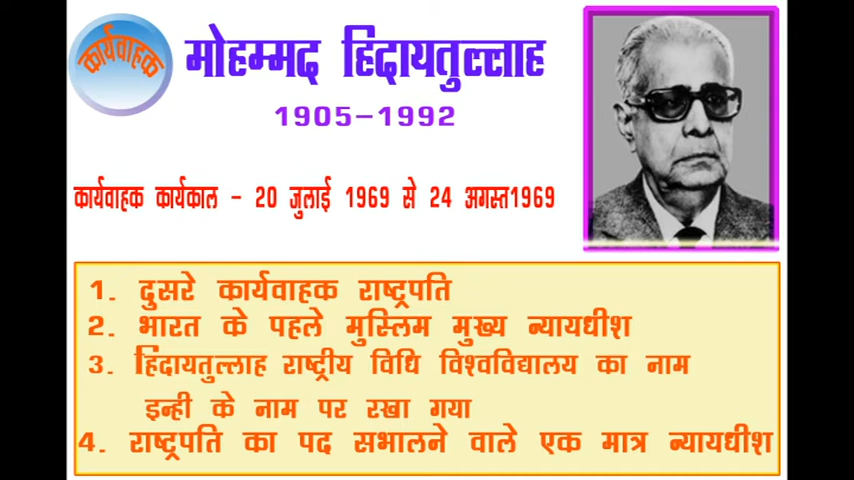 कार्यवाहक
मोहम्मद हिदायतुल्लाह
1905-1992
कार्यवाहक कार्यकाल - 20 जुलाई 1969 से 24 अगस्त1969
1. दुसरे कार्यवाहक राष्ट्रपति
2. भारत के पहले मुस्लिम मुख्य न्यायधीश
3. हिदायतुल्लाह राष्ट्रीय विधि विश्वविद्यालय का नाम
इन्ही के नाम पर रखा गया
4. राष्ट्रपति का पद सभालने वाले एक मात्र न्यायधीश